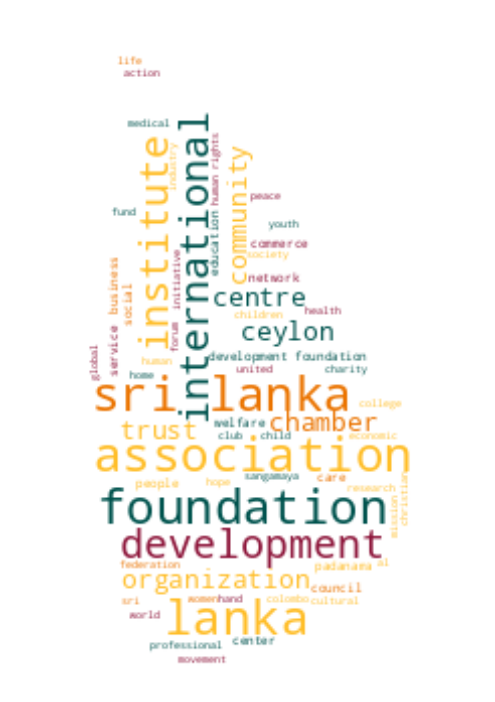 life
action
medical
international
institute
industry
human rights
community
peace
fund
education
youth
commerce
society
initiative
network
business
social
centre
children
health
forum
ceylon
service
global
development foundation
human
united
charity
home
sri lanka
college
chamber
trust
welfare
club
child
economic
association
sangamaya
care
people
hope
research
christian
mission
foundation
development
federation
padanama
al
organization
council
sri
women
hand
colombo
cultural
world
lanka
professional
center
movement